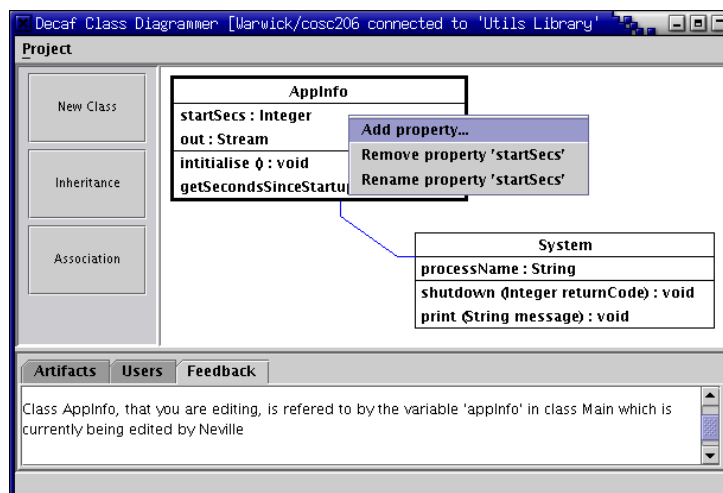 Decaf Class Diagrammer [Warwick/cosc206 connected to 'Utils Library'
Project
New Class
Inheritance
Association
AppInfo
startSecs : Integer
out : Stream
intitialise () : void
getSecondsSinceStartup
Add property...
Remove property 'startSecs'
Rename property 'startSecs'
System
processName : String
shutdown (Integer returnCode) : void
print (String message) : void
Artifacts Users Feedback
Class AppInfo, that you are editing, is refered to by the variable 'appInfo' in class Main which is
currently being edited by Neville